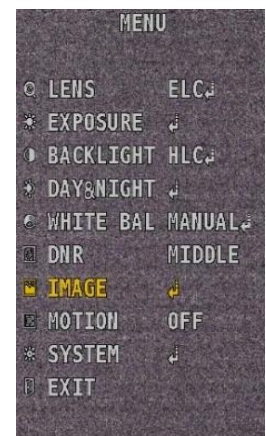 MENU
LENS ELC↲
EXPOSURE ↲
BACKLIGHT HLC↲
DAY&NIGHT ↲
WHITE BAL MANUAL↲
DNR MIDDLE
IMAGE ↲
MOTION OFF
SYSTEM ↲
EXIT